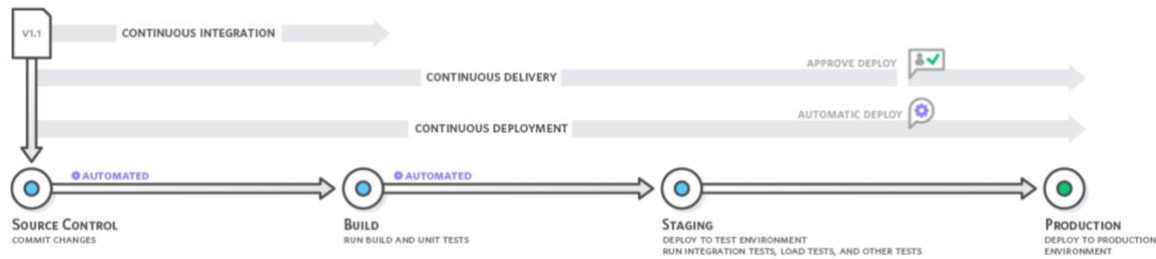 V1.1
CONTINUOUS INTEGRATION
APPROVE DEPLOY
CONTINUOUS DELIVERY
AUTOMATIC DEPLOY
CONTINUOUS DEPLOYMENT
AUTOMATED
AUTOMATED
SOURCE CONTROL
COMMIT CHANGES
BUILD
RUN BUILD AND UNIT TESTS
STAGING
DEPLOY TO TEST ENVIRONMENT
RUN INTEGRATION TESTS, LOAD TESTS, AND OTHER TESTS
PRODUCTION
DEPLOY TO PRODUCTION
ENVIRONMENT